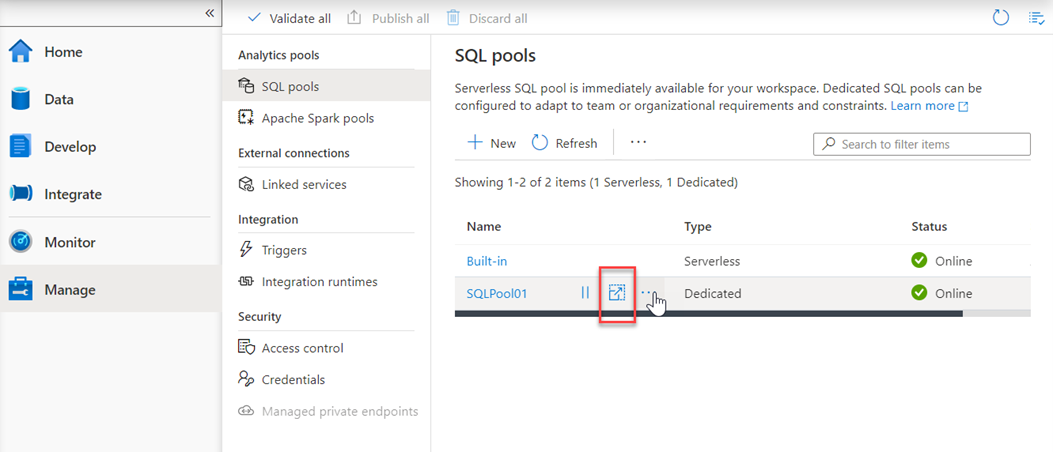 «
Validate all Publish all Discard all
Home
Data
Develop
Integrate
Monitor
Manage
Analytics pools
SQL pools
Apache Spark pools
External connections
Linked services
Integration
Triggers
Integration runtimes
Security
Access control
Credentials
Managed private endpoints
SQL pools
Serverless SQL pool is immediately available for your workspace. Dedicated SQL pools can be
configured to adapt to team or organizational requirements and constraints. Learn more
New Refresh ... Search to filter items
Showing 1-2 of 2 items (1 Serverless, 1 Dedicated)
Name Type Status
Built-in Serverless Online
SQLPool01 Dedicated Online